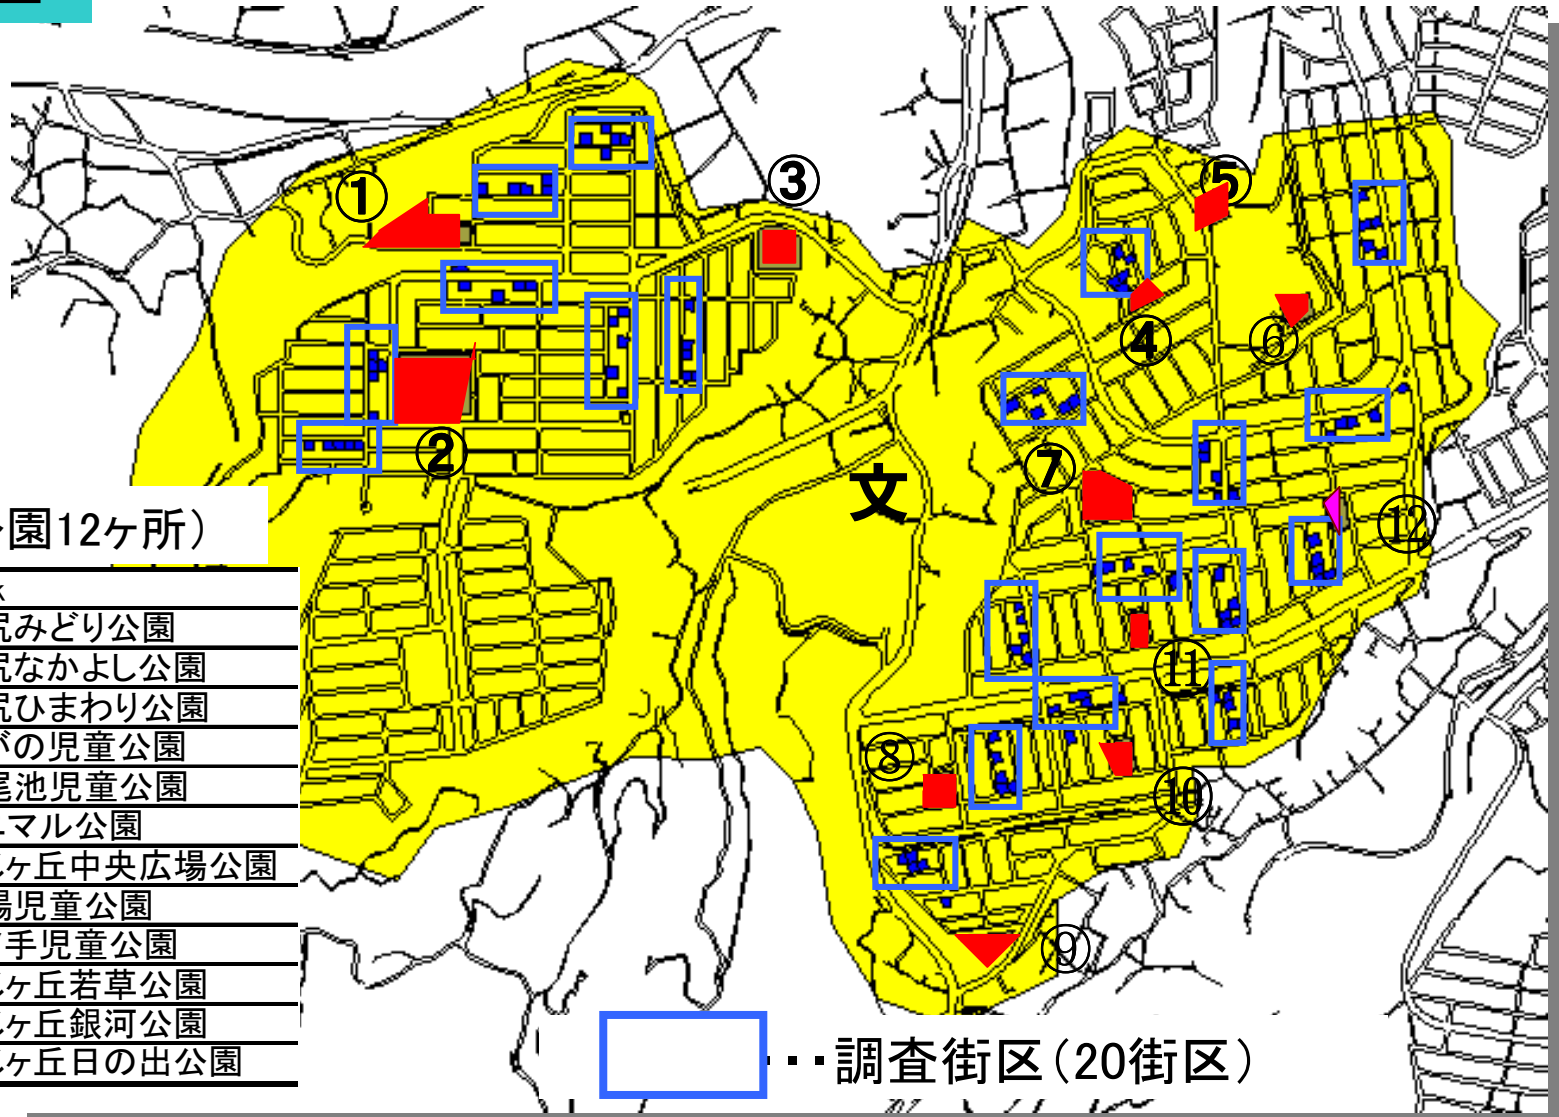 ①
③
⑤
④
⑥
②
⑦
文
⑫
園12ヶ所）
みどり公園
なかよし公園
ひまわり公園
の児童公園
尾池児童公園
マル公園
ヶ丘中央広場公園
児童公園
手児童公園
ヶ丘若草公園
ヶ丘銀河公園
ヶ丘日の出公園
⑪
⑧
⑩
⑨
・・・調査街区（20街区）